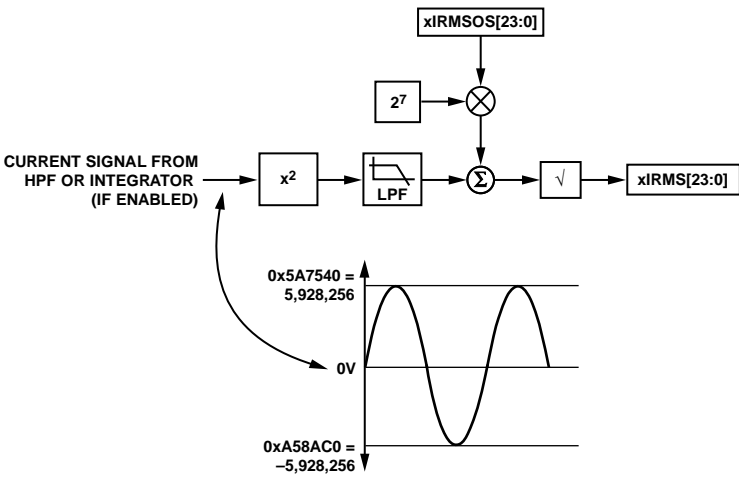 xIRMSOS[23:0]
2⁷
CURRENT SIGNAL FROM
HPF OR INTEGRATOR
(IF ENABLED)
x²
LPF
Σ
√
xIRMS[23:0]
0x5A7540 =
5,928,256
0V
0xA58AC0 =
–5,928,256